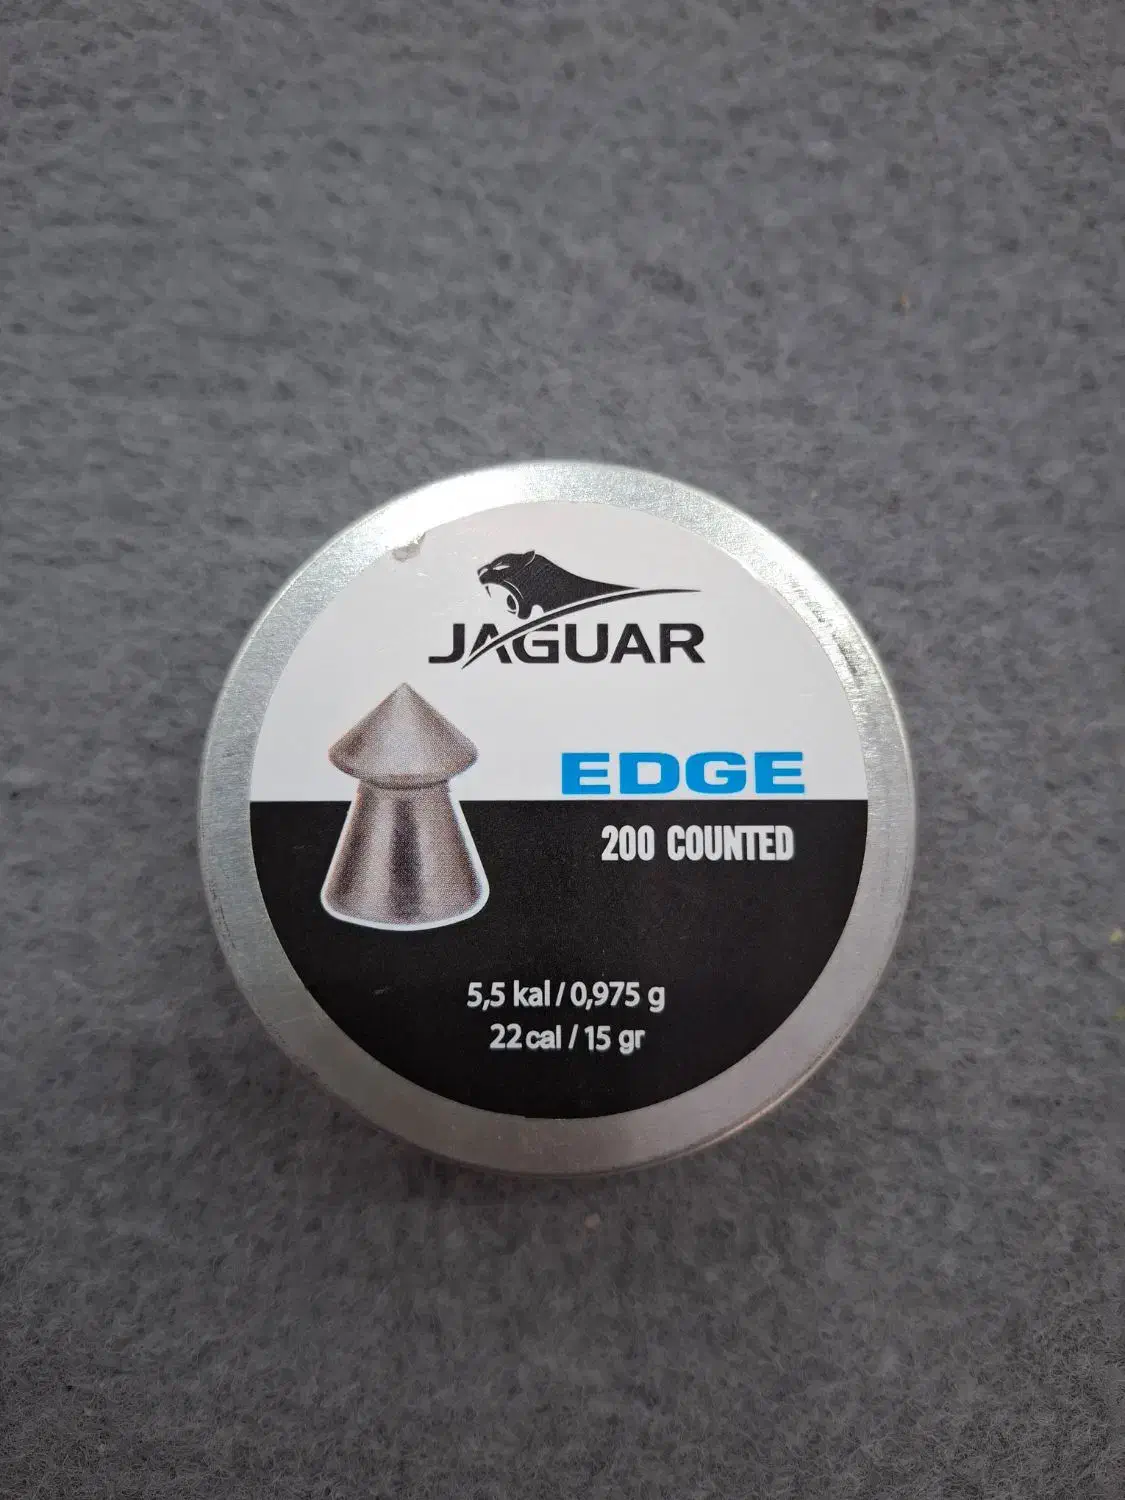 JAGUAR
EDGE
200 COUNTED
5,5 kal / 0,975 g
22 cal / 15 gr